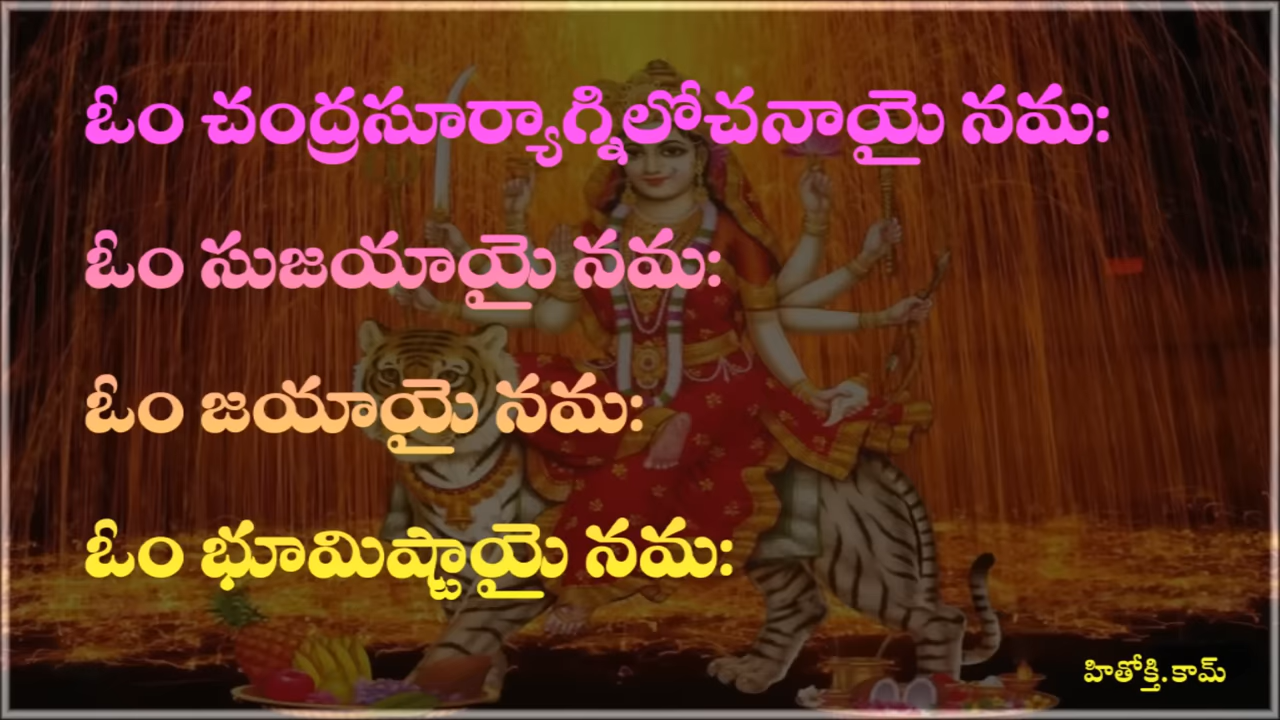 ఓం చంద్రసూర్యాగ్నిలోచనాయై నమ:
ఓం సుజయాయై నమ:
ఓం జయాయై నమ:
ఓం భూమిష్టాయై నమ:
హితోక్తి.కామ్